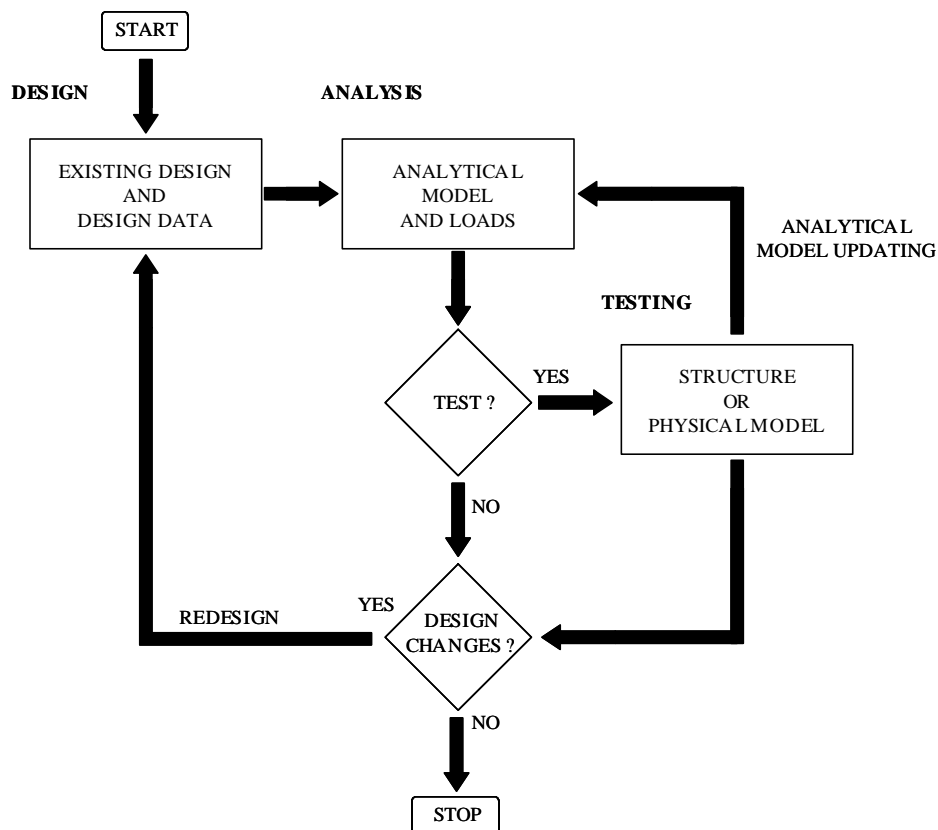 START
DESIGN
ANALYSIS
EXISTING DESIGN
AND
DESIGN DATA
ANALYTICAL
MODEL
AND LOADS
ANALYTICAL
MODEL UPDATING
TESTING
TEST ?
YES
STRUCTURE
OR
PHYSICAL MODEL
NO
REDESIGN
YES
DESIGN
CHANGES ?
NO
STOP